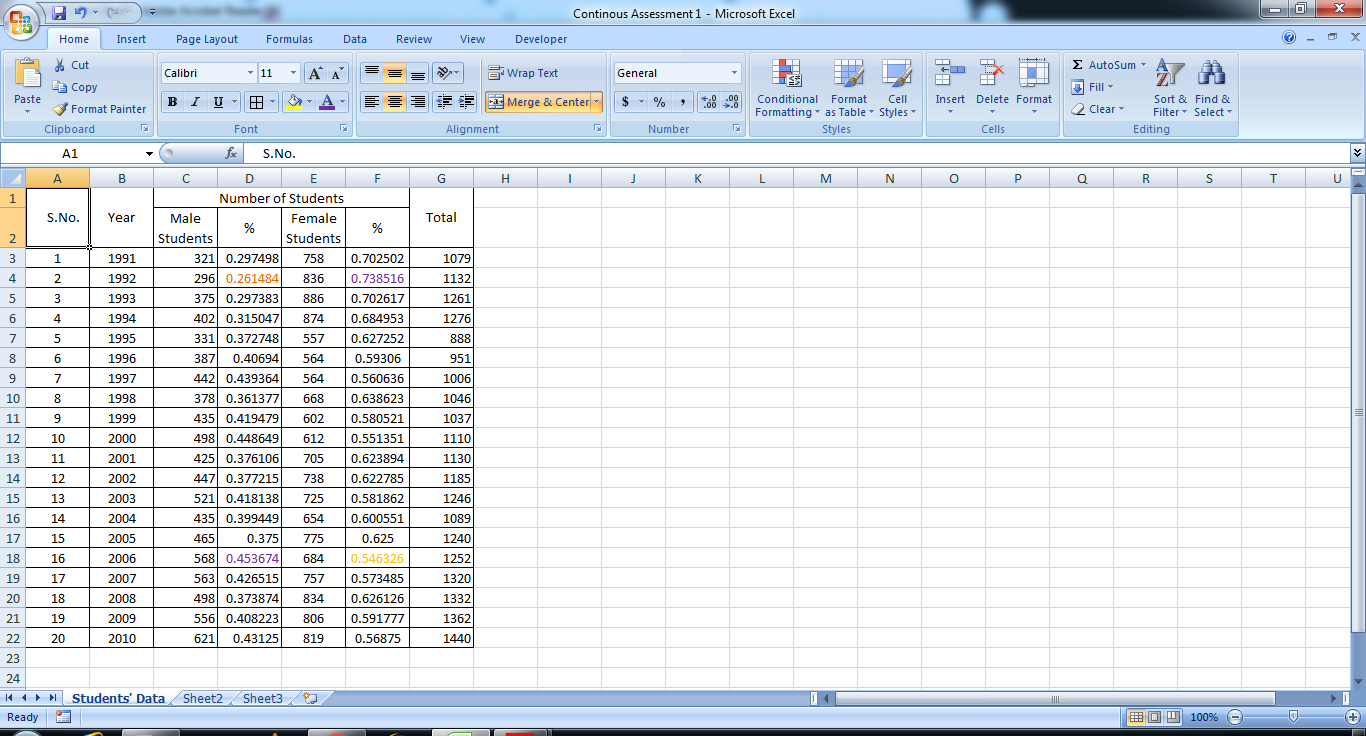 Continous Assessment 1 - Microsoft Excel
Home Insert Page Layout Formulas Data Review View Developer
Paste Cut Copy Format Painter
Calibri 11
B I U
Wrap Text
Merge & Center
General
$ % ,
Conditional Formatting Format as Table Cell Styles
Insert Delete Format
Σ AutoSum Fill Clear
Sort & Filter Find & Select
Clipboard Font Alignment Number Styles Cells Editing
A1 fx S.No.
A B C D E F G H I J K L M N O P Q R S T U
1 S.No. Year Number of Students Total
2 Male Students % Female Students %
3 1 1991 321 0.297498 758 0.702502 1079
4 2 1992 296 0.261484 836 0.738516 1132
5 3 1993 375 0.297383 886 0.702617 1261
6 4 1994 402 0.315047 874 0.684953 1276
7 5 1995 331 0.372748 557 0.627252 888
8 6 1996 387 0.40694 564 0.59306 951
9 7 1997 442 0.439364 564 0.560636 1006
10 8 1998 378 0.361377 668 0.638623 1046
11 9 1999 435 0.419479 602 0.580521 1037
12 10 2000 498 0.448649 612 0.551351 1110
13 11 2001 425 0.376106 705 0.623894 1130
14 12 2002 447 0.377215 738 0.622785 1185
15 13 2003 521 0.418138 725 0.581862 1246
16 14 2004 435 0.399449 654 0.600551 1089
17 15 2005 465 0.375 775 0.625 1240
18 16 2006 568 0.453674 684 0.546326 1252
19 17 2007 563 0.426515 757 0.573485 1320
20 18 2008 498 0.373874 834 0.626126 1332
21 19 2009 556 0.408223 806 0.591777 1362
22 20 2010 621 0.43125 819 0.56875 1440
23
24
Students' Data Sheet2 Sheet3
Ready 100%